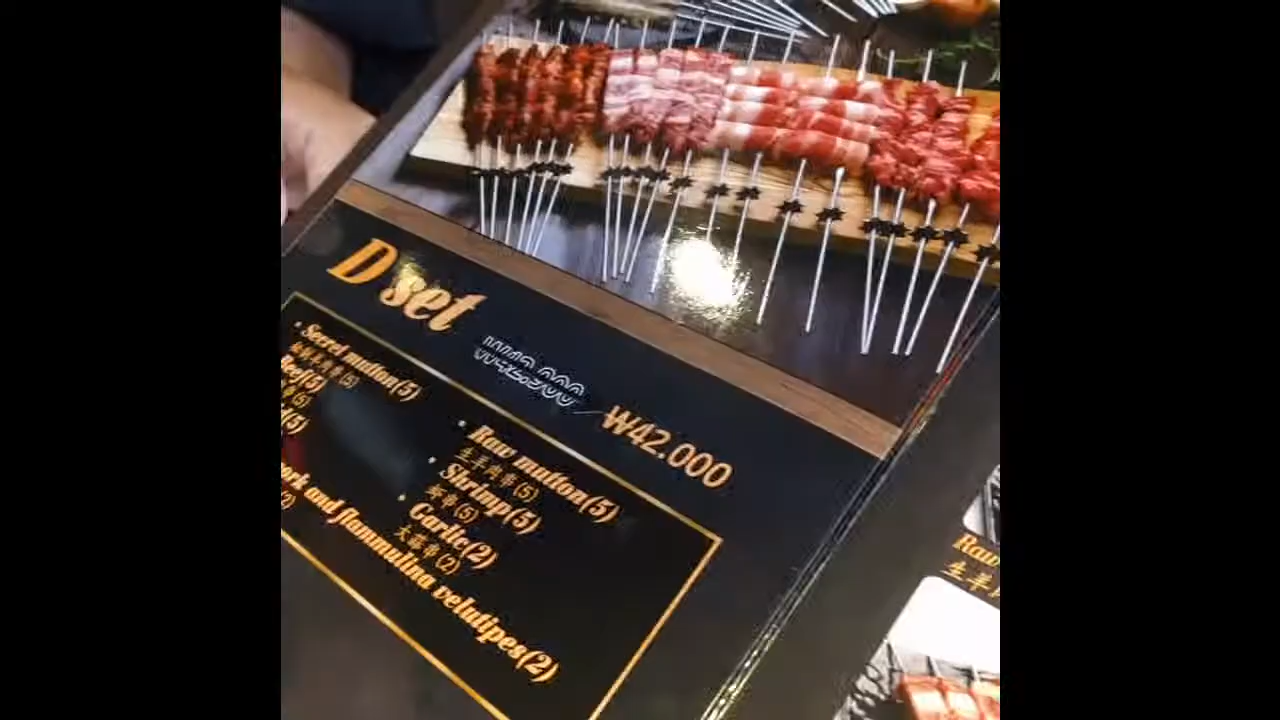 D set
₩42.000
· Secret mutton(5)
Beef(5)
(5)
· Raw mutton(5)
生羊肉串(5)
· Shrimp(5)
虾串(5)
· Garlic(2)
大蒜串(2)
and flammulina velutipes(2)
(2)
Raw
生羊